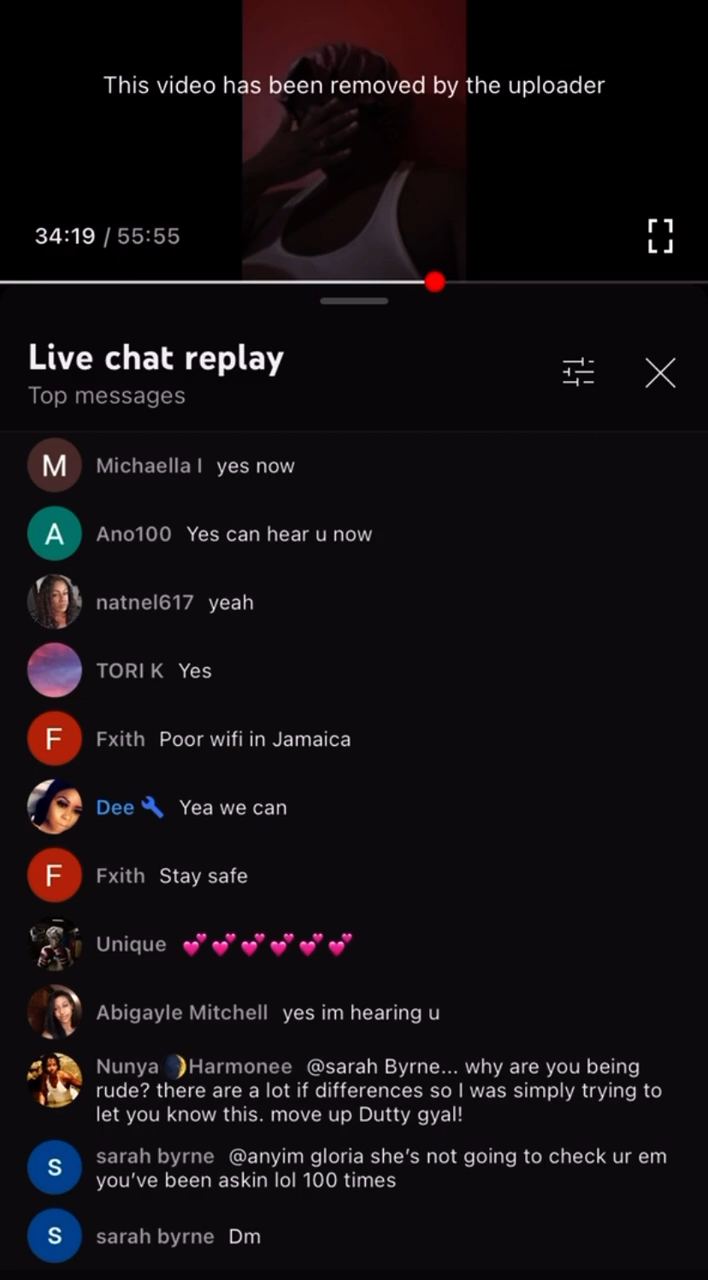 This video has been removed by the uploader
34:19 / 55:55
Live chat replay
Top messages
M Michaella I yes now
A Ano100 Yes can hear u now
natnel617 yeah
TORI K Yes
F Fxith Poor wifi in Jamaica
Dee 🔧 Yea we can
F Fxith Stay safe
Unique 💕💕💕💕💕💕
Abigayle Mitchell yes im hearing u
Nunya 🌒Harmonee @sarah Byrne... why are you being
rude? there are a lot if differences so I was simply trying to
let you know this. move up Dutty gyal!
S sarah byrne @anyim gloria she’s not going to check ur em
you’ve been askin lol 100 times
S sarah byrne Dm